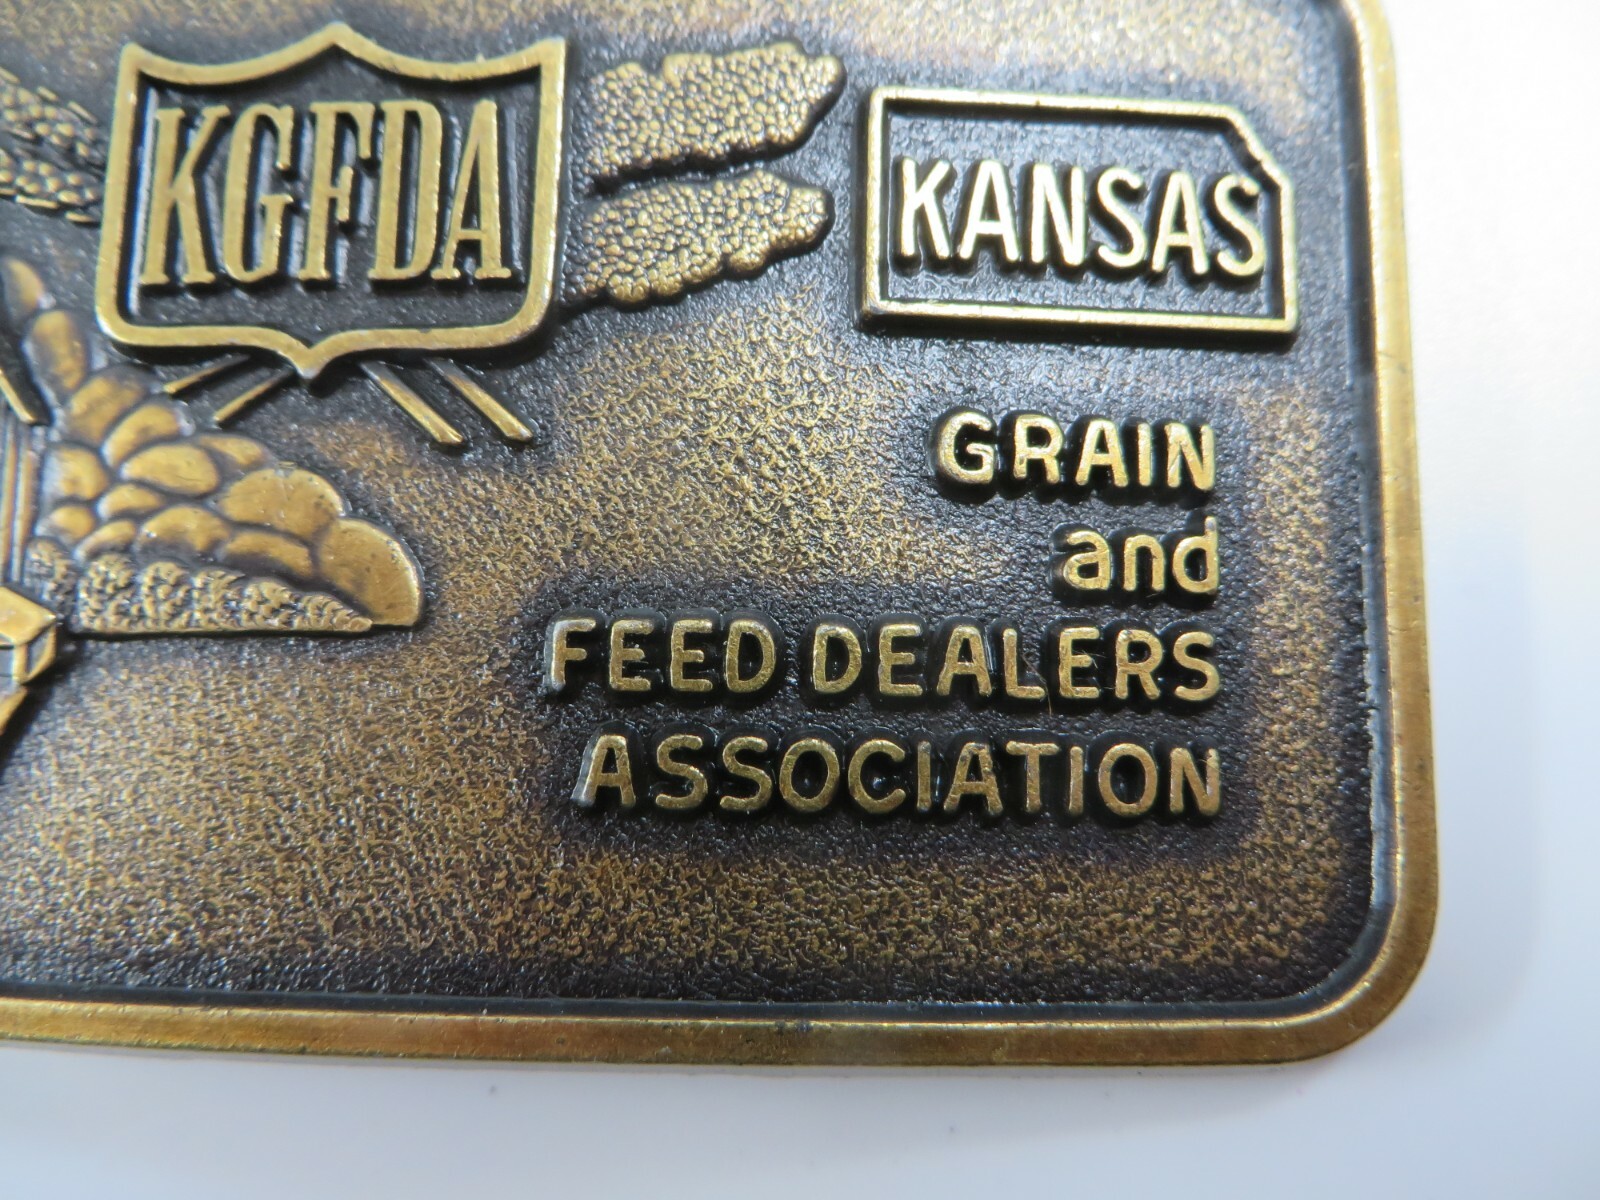 KGFDA
KANSAS
GRAIN
and
FEED DEALERS
ASSOCIATION